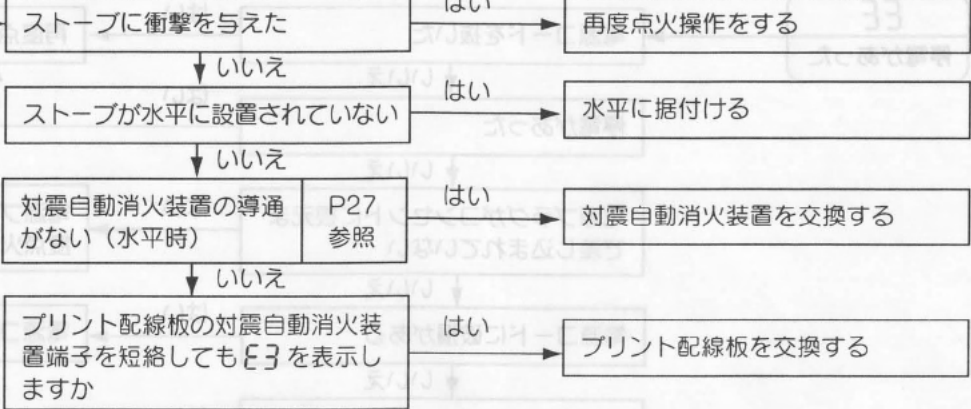 ストーブに衝撃を与えた
はい
再度点火操作をする
いいえ
ストーブが水平に設置されていない
はい
水平に据付ける
いいえ
対震自動消火装置の導通
がない（水平時）
P27
参照
はい
対震自動消火装置を交換する
いいえ
プリント配線板の対震自動消火装
置端子を短絡してもE3を表示し
ますか
はい
プリント配線板を交換する